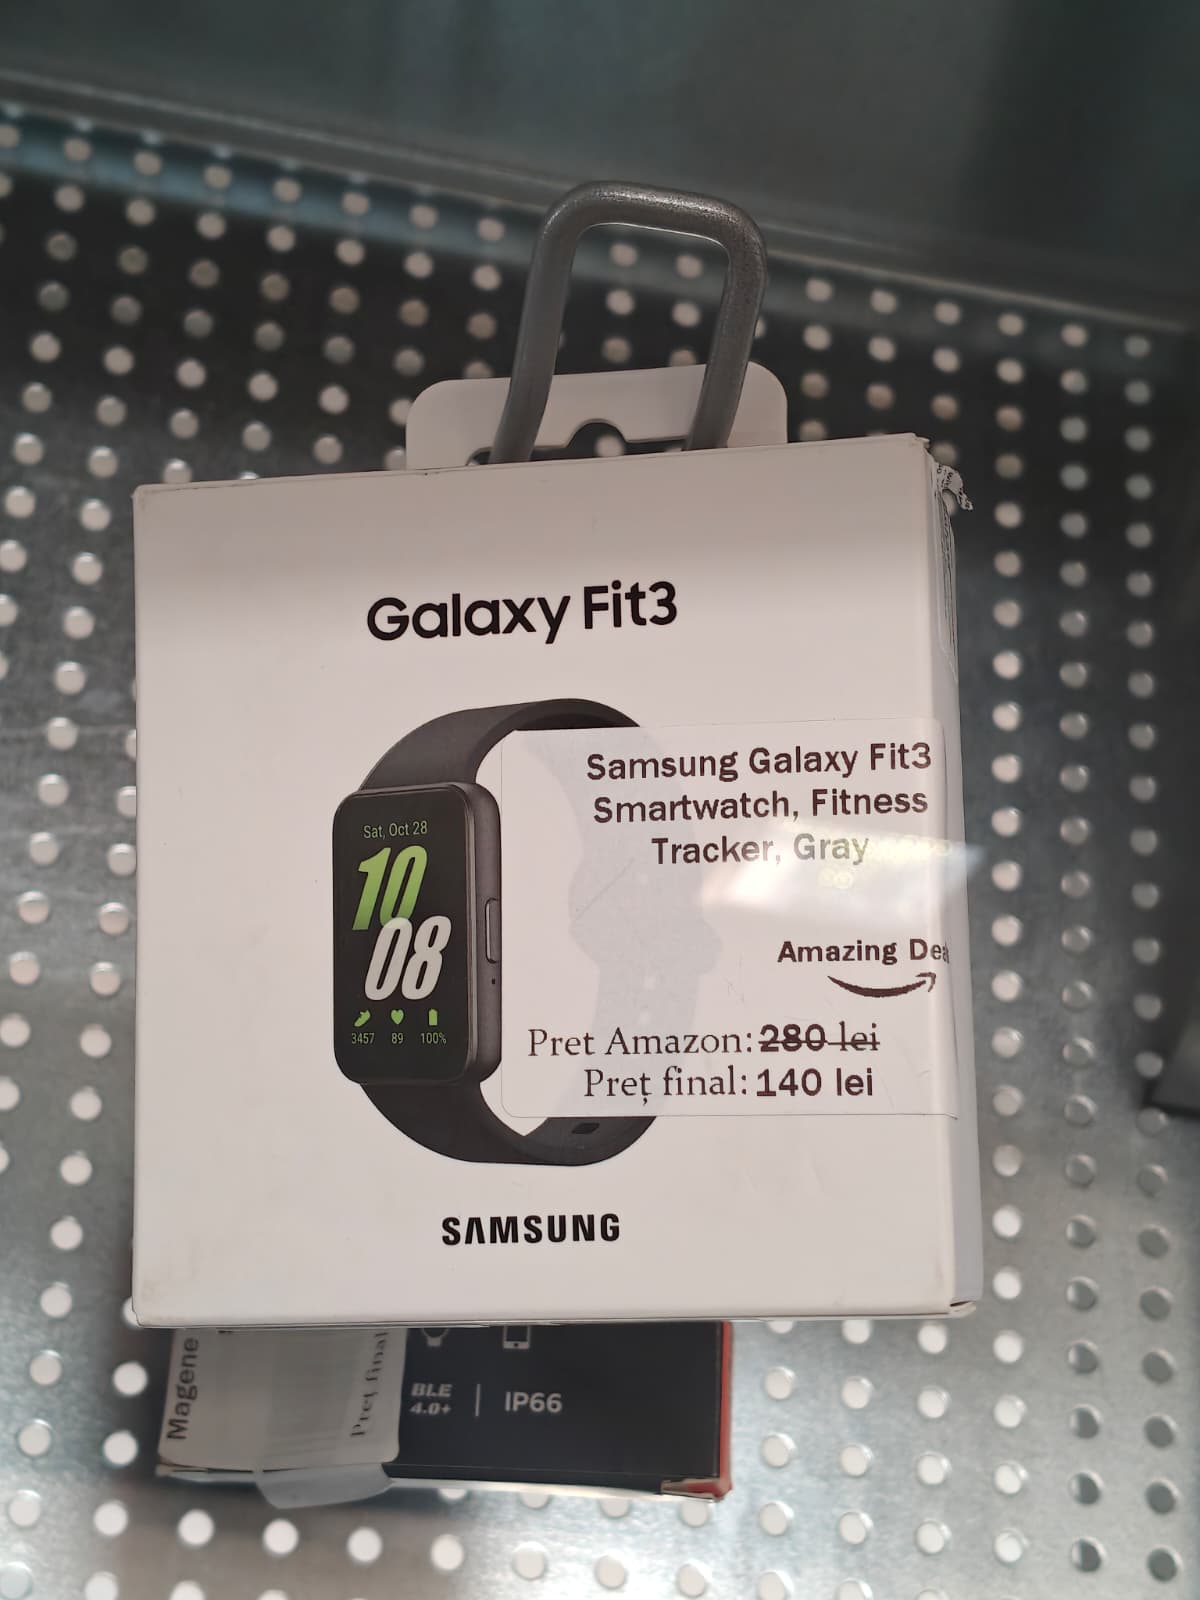 Galaxy Fit3
Sat, Oct 28
10
08
3457 89 100%
Samsung Galaxy Fit3
Smartwatch, Fitness
Tracker, Gray
Amazing
Pret Amazon: 280 lei
Preț final: 140 lei
SAMSUNG
Magene
Preț final
BLE
4.0+
IP66